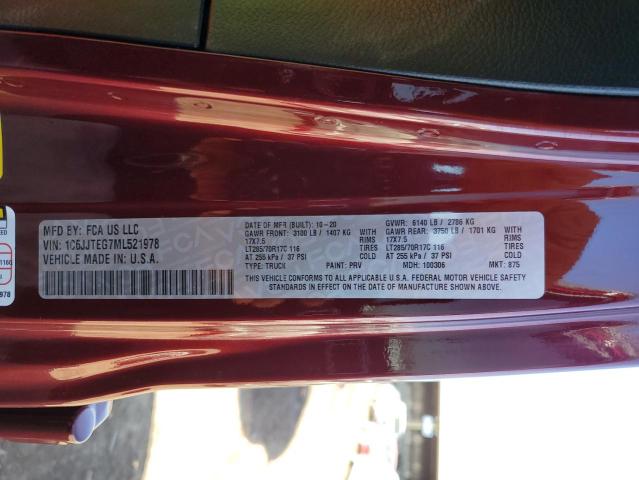 MFD BY: FCA US LLC
VIN: 1C6JJTEG7ML521978
VEHICLE MADE IN: U.S.A.
DATE OF MFR (BUILT): 10-20 GVWR: 6140 LB / 2786 KG
GAWR FRONT: 3100 LB / 1407 KG WITH GAWR REAR: 3750 LB / 1701 KG WITH
17X7.5 RIMS 17X7.5 RIMS
LT285/70R17C 116 TIRES LT285/70R17C 116 TIRES
AT 255 kPa / 37 PSI COLD AT 255 kPa / 37 PSI COLD
TYPE: TRUCK PAINT: PRV MDH: 100306 MKT: 875
THIS VEHICLE CONFORMS TO ALL APPLICABLE U.S.A. FEDERAL MOTOR VEHICLE SAFETY
STANDARDS IN EFFECT ON THE DATE OF MANUFACTURE SHOWN ABOVE